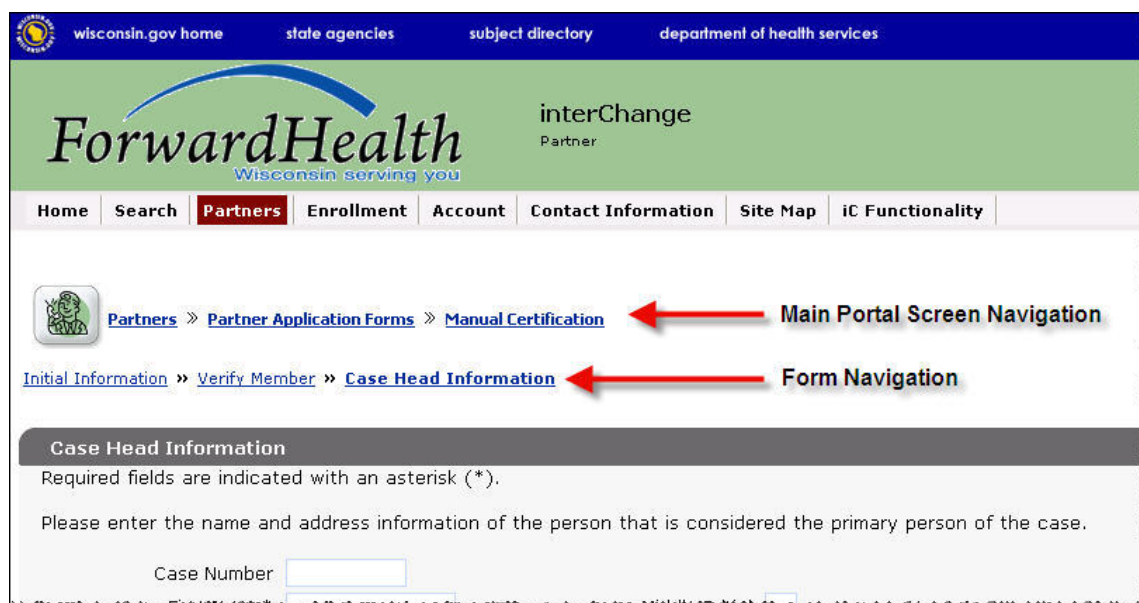 wisconsin.gov home state agencies subject directory department of health services
ForwardHealth
Wisconsin serving you
interChange
Partner
Home Search Partners Enrollment Account Contact Information Site Map iC Functionality
Partners » Partner Application Forms » Manual Certification
Main Portal Screen Navigation
Initial Information » Verify Member » Case Head Information
Form Navigation
Case Head Information
Required fields are indicated with an asterisk (*).
Please enter the name and address information of the person that is considered the primary person of the case.
Case Number